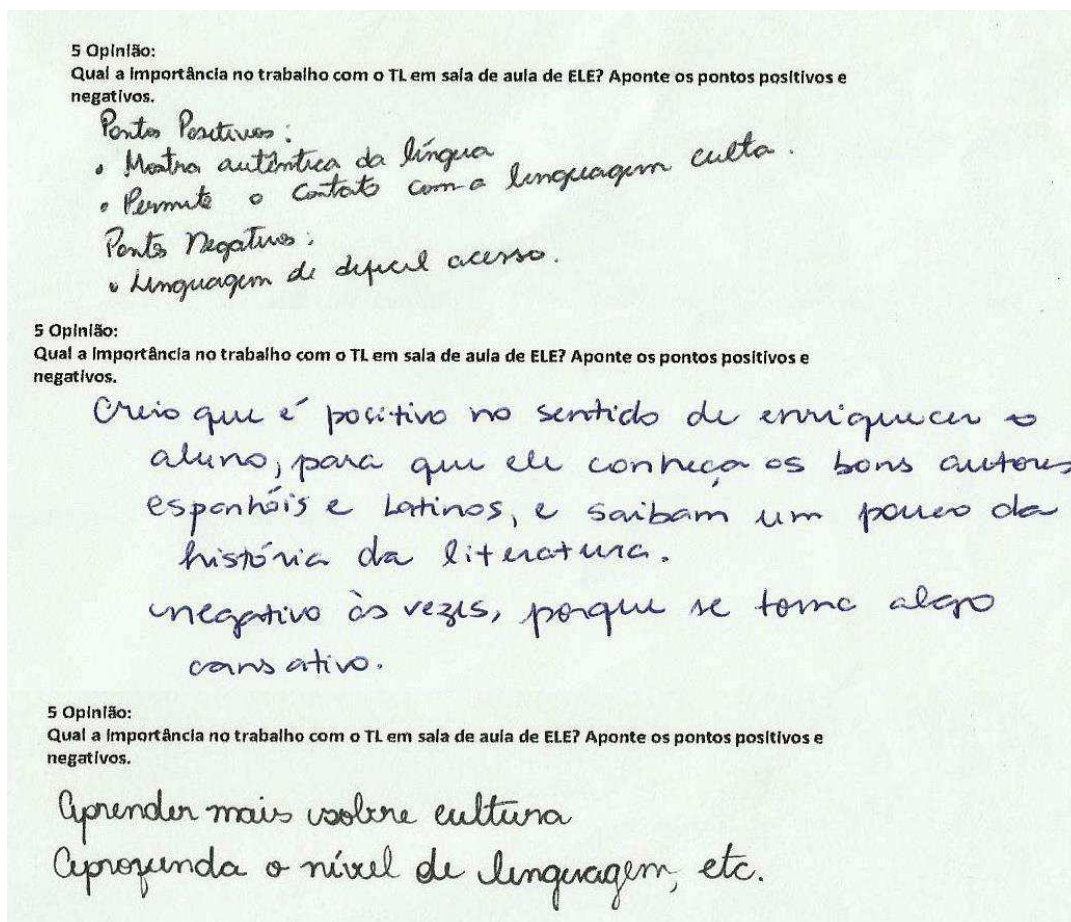 5 Opinião:
Qual a importância no trabalho com o TL em sala de aula de ELE? Aponte os pontos positivos e
negativos.
Pontos Positivos:
• Mostra autêntica da língua
• Permite o contato com a linguagem culta.
Pontos Negativos:
• Linguagem de difícil acesso.
5 Opinião:
Qual a importância no trabalho com o TL em sala de aula de ELE? Aponte os pontos positivos e
negativos.
Creio que é positivo no sentido de enriquecer o
aluno, para que ele conheça os bons autores
espanhóis e Latinos, e saibam um pouco da
história da literatura.
negativo às vezes, porque se torna algo
cansativo.
5 Opinião:
Qual a importância no trabalho com o TL em sala de aula de ELE? Aponte os pontos positivos e
negativos.
Aprender mais sobre cultura
Aprofunda o nível de linguagem, etc.